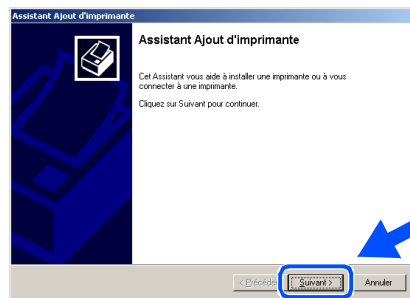 Assistant Ajout d'imprimante
Assistant Ajout d'imprimante
Cet Assistant vous aide à installer une imprimante ou à vous
connecter à une imprimante.
Cliquez sur Suivant pour continuer.
Suivant > Annuler